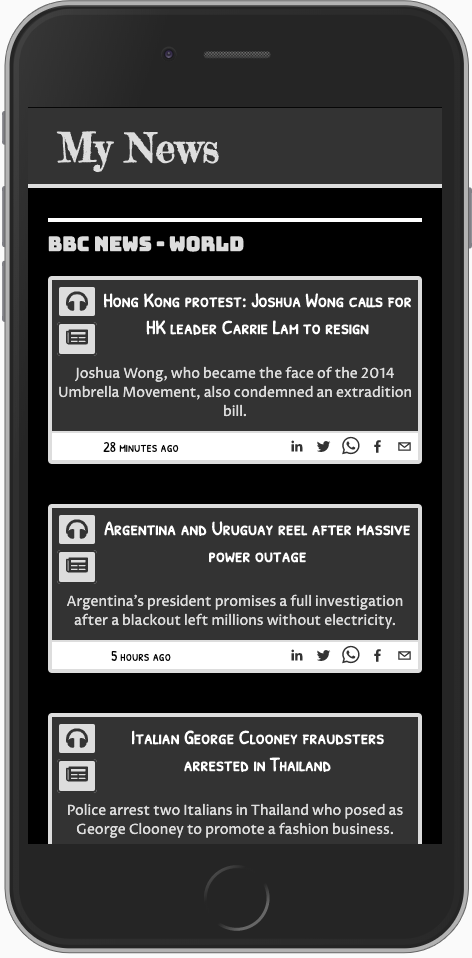 My News
BBC NEWS - WORLD
Hong Kong protest: Joshua Wong calls for
HK leader Carrie Lam to resign
Joshua Wong, who became the face of the 2014
Umbrella Movement, also condemned an extradition
bill.
28 minutes ago
Argentina and Uruguay reel after massive
power outage
Argentina's president promises a full investigation
after a blackout left millions without electricity.
5 hours ago
Italian George Clooney fraudsters
arrested in Thailand
Police arrest two Italians in Thailand who posed as
George Clooney to promote a fashion business.